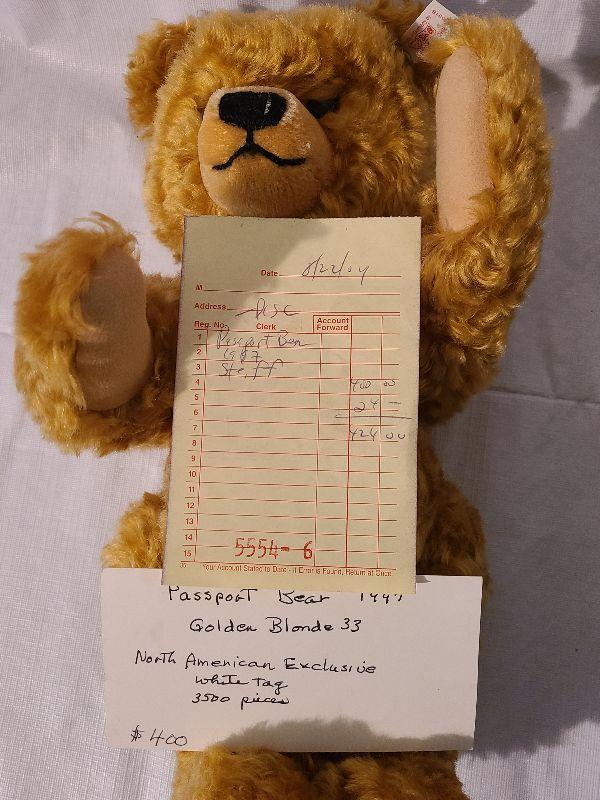 Date 8/22/04
M
Address Disc
Reg. No. Clerk Account Forward
1 Passport Bear
2 1997
3 Steiff
4 400 00
5
6 24 -
7 424 00
8
9
10
11
12
13
14
15
5554-6
Your Account Stated to Date - If Error is Found, Return at Once
Passport Bear 1997
Golden Blonde 33
North American Exclusive
white tag
3500 pieces
$400